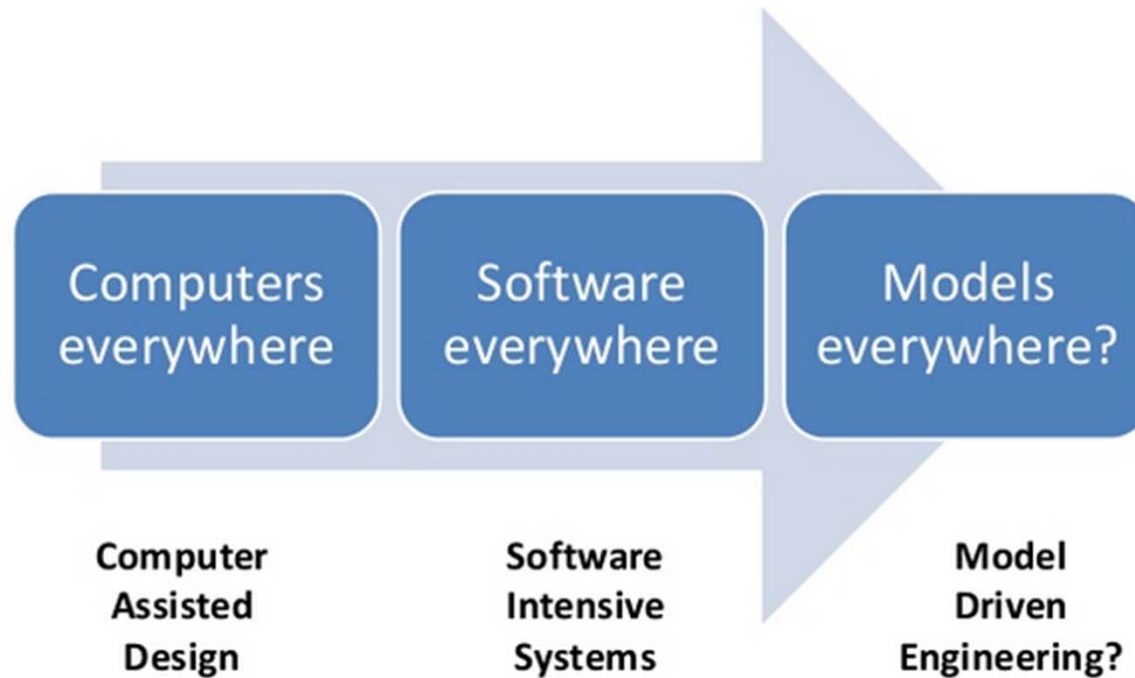 Computers
everywhere
Software
everywhere
Models
everywhere?
Computer
Assisted
Design
Software
Intensive
Systems
Model
Driven
Engineering?